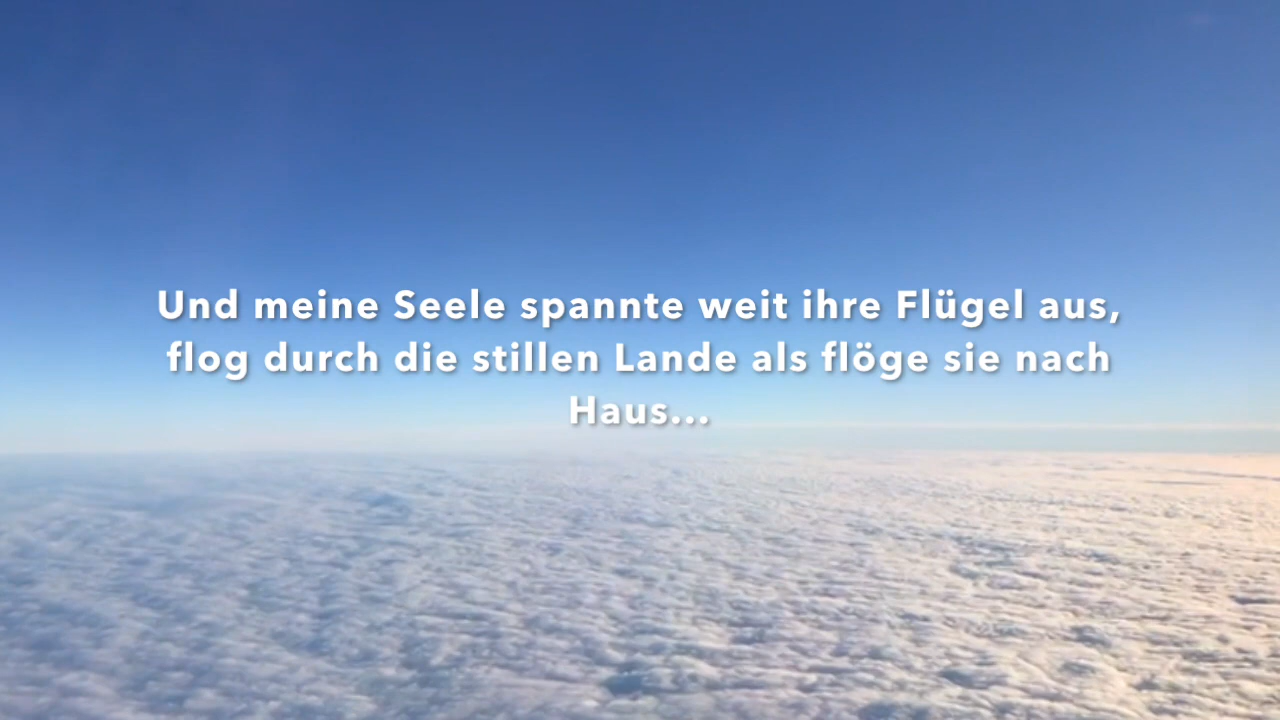 Und meine Seele spannte weit ihre Flügel aus,
flog durch die stillen Lande als flöge sie nach
Haus...